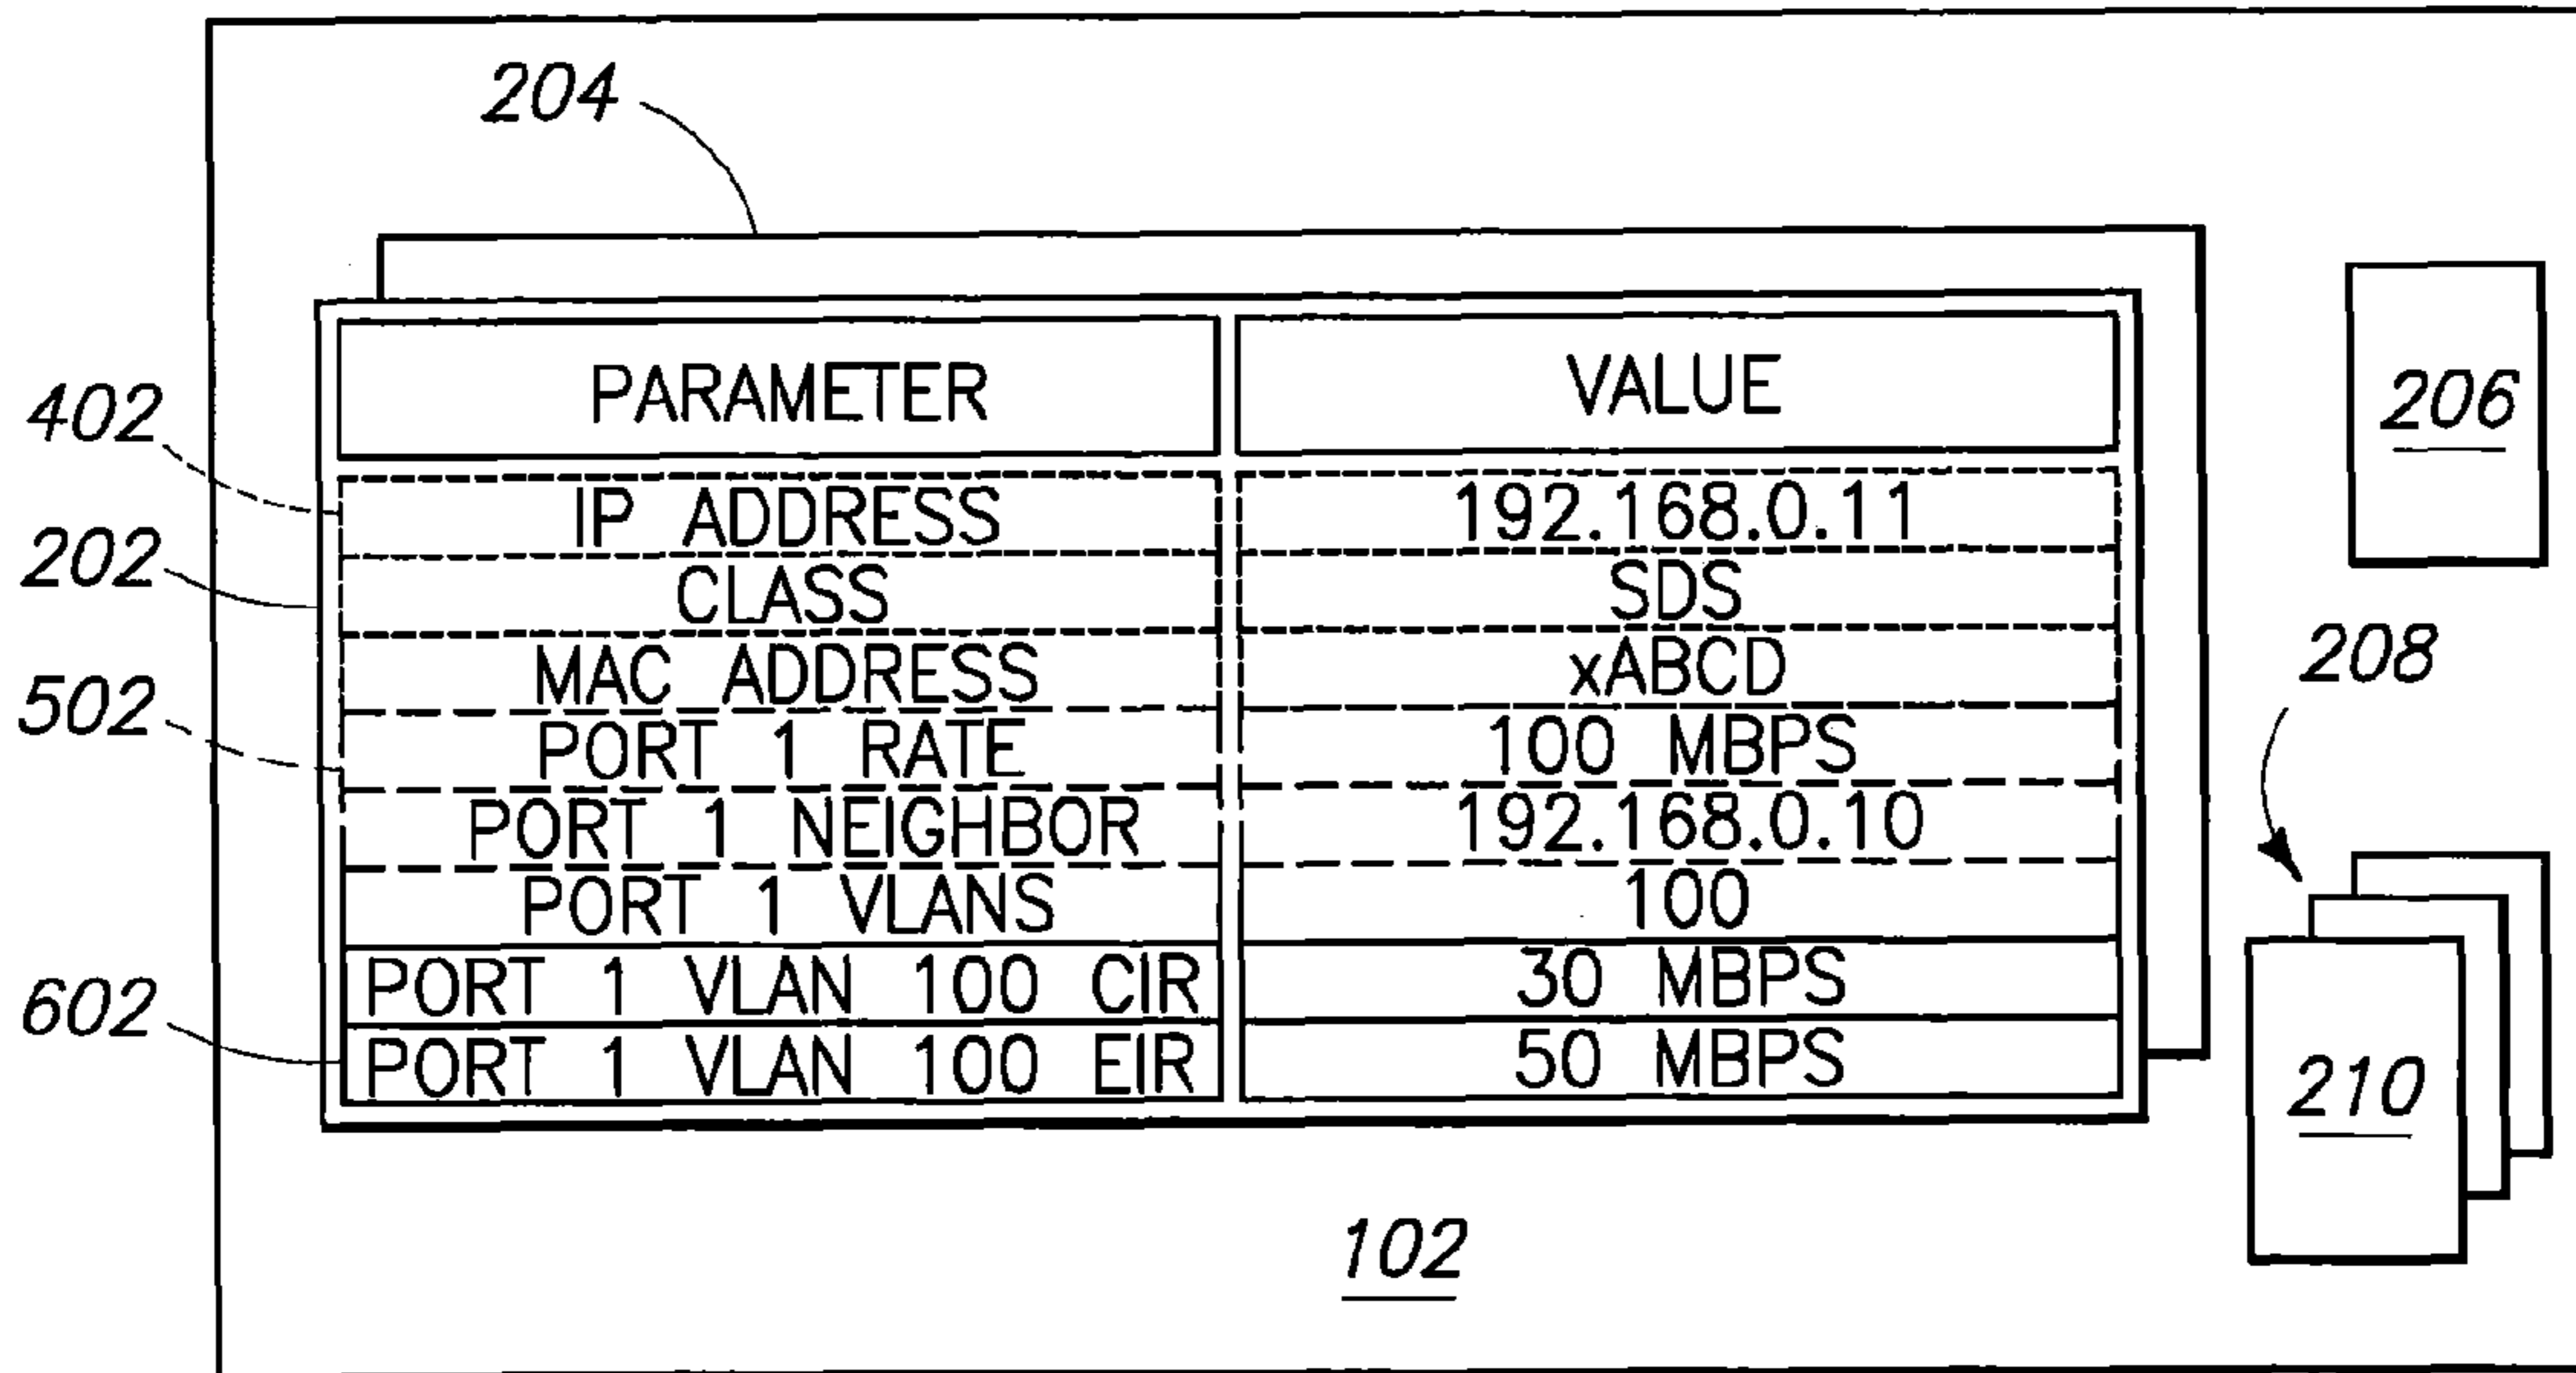 204
PARAMETER VALUE
206
402
IP ADDRESS 192.168.0.11
202
CLASS SDS
MAC ADDRESS xABCD
208
502
PORT 1 RATE 100 MBPS
PORT 1 NEIGHBOR 192.168.0.10
PORT 1 VLANS 100
PORT 1 VLAN 100 CIR 30 MBPS
602
PORT 1 VLAN 100 EIR 50 MBPS
210
102